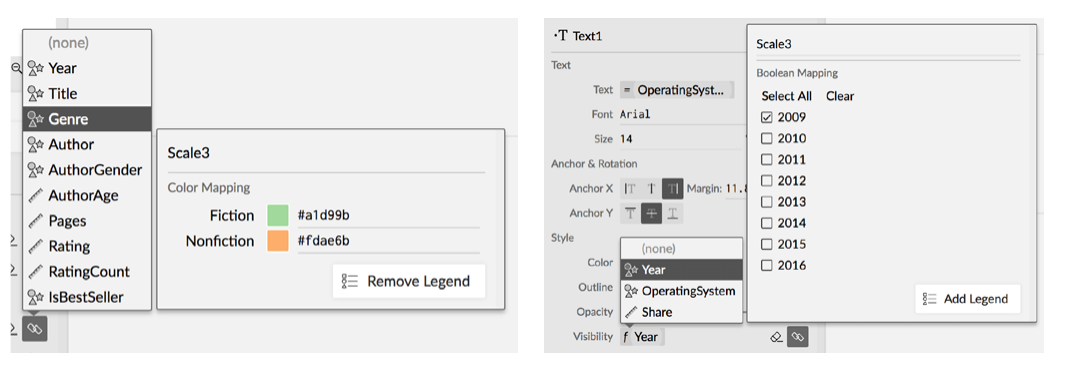 (none)
Year
Title
Genre
Author
AuthorGender
AuthorAge
Pages
Rating
RatingCount
IsBestSeller
Scale3
Color Mapping
Fiction #a1d99b
Nonfiction #fdae6b
Remove Legend
T Text1
Text
Text = OperatingSyst...
Font Arial
Size 14
Anchor & Rotation
Anchor X T T T Margin: 11.8
Anchor Y T T T
Style
Color
Outline
Opacity
Visibility f Year
(none)
Year
OperatingSystem
Share
Scale3
Boolean Mapping
Select All Clear
2009
2010
2011
2012
2013
2014
2015
2016
Add Legend